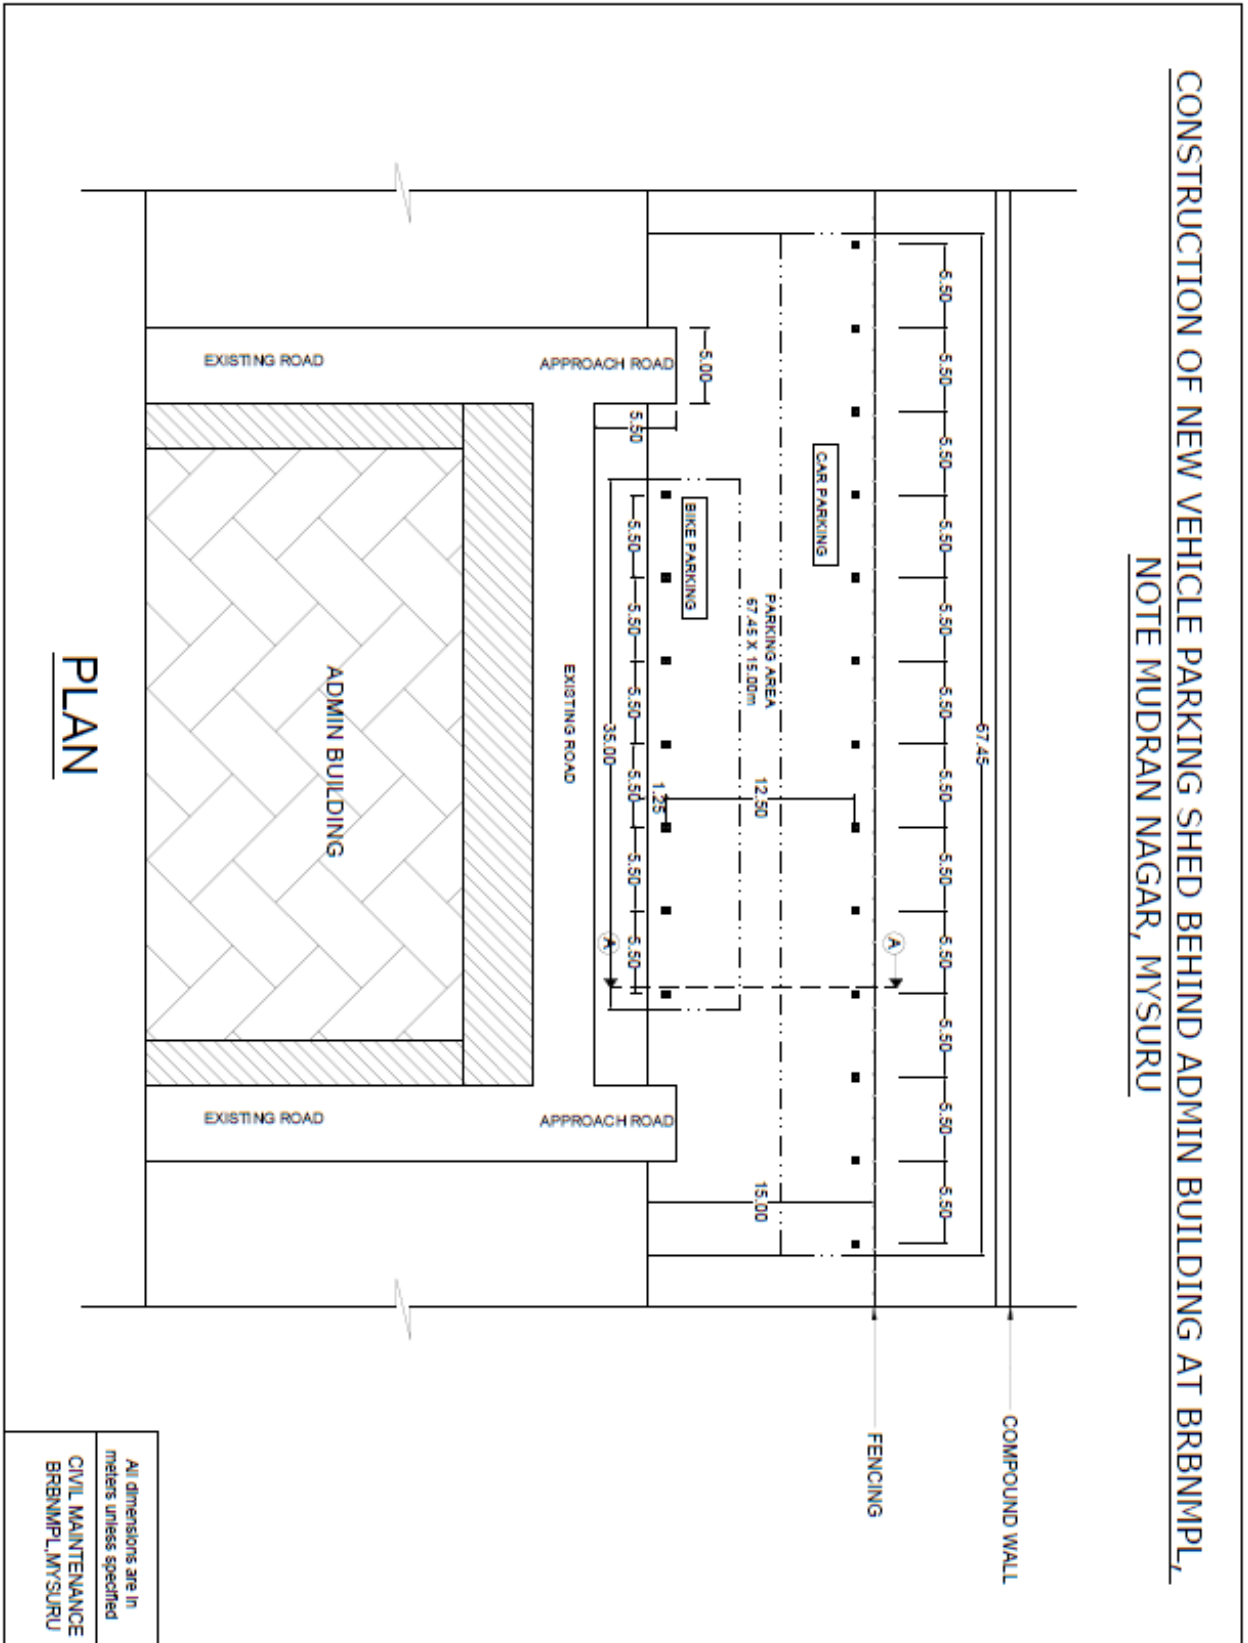 CONSTRUCTION OF NEW VEHICLE PARKING SHED BEHIND ADMIN BUILDING AT BRBNMPL,
NOTE MUDRAN NAGAR, MYSURU
COMPOUND WALL
67.45
5.50 5.50 5.50 5.50 5.50 5.50 5.50 5.50 5.50 5.50 5.50 5.50
A
FENCING
CAR PARKING
PARKING AREA
67.45 X 15.00m
12.50
15.00
5.00
BIKE PARKING
1.25
5.50
5.50 5.50 5.50 5.50 5.50 5.50
35.00
A
APPROACH ROAD
APPROACH ROAD
EXISTING ROAD
ADMIN BUILDING
EXISTING ROAD
EXISTING ROAD
PLAN
All dimensions are in
meters unless specified
CIVIL MAINTENANCE
BRBNMPL,MYSURU